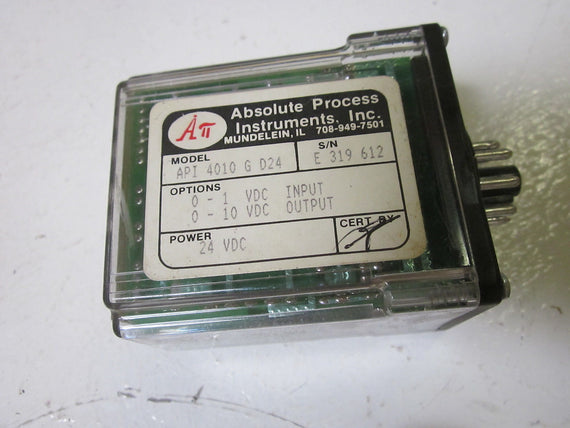 Aπ
Absolute Process
Instruments, Inc.
MUNDELEIN, IL 708-949-7501
MODEL
API 4010 G D24
S/N
E 319 612
OPTIONS
0 - 1 VDC INPUT
0 - 10 VDC OUTPUT
POWER
24 VDC
CERT BY